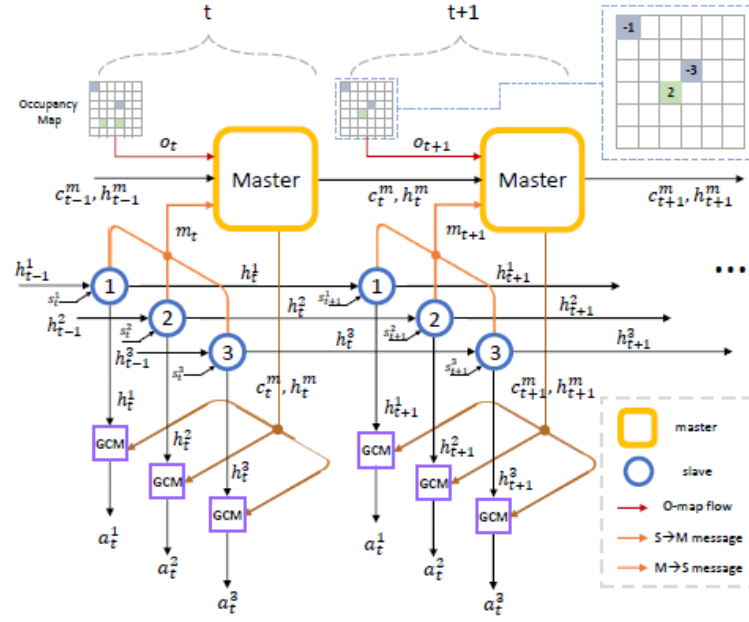 t
t+1
-1
-3
2
Occupancy
Map
o_t
o_{t+1}
Master
Master
c^m_{t-1}, h^m_{t-1}
c^m_t, h^m_t
c^m_{t+1}, h^m_{t+1}
m_t
m_{t+1}
h^1_{t-1}
1
h^1_t
1
h^1_{t+1}
...
s^1_t
s^1_{t+1}
h^2_{t-1}
2
h^2_t
2
h^2_{t+1}
s^2_t
s^2_{t+1}
h^3_{t-1}
3
h^3_t
3
h^3_{t+1}
s^3_t
s^3_{t+1}
c^m_t, h^m_t
c^m_{t+1}, h^m_{t+1}
h^1_t
h^1_{t+1}
GCM
GCM
h^2_t
h^2_{t+1}
GCM
GCM
h^3_t
h^3_{t+1}
GCM
GCM
a^1_t
a^1_t
a^2_t
a^2_t
a^3_t
a^3_t
master
slave
O-map flow
S→M message
M→S message